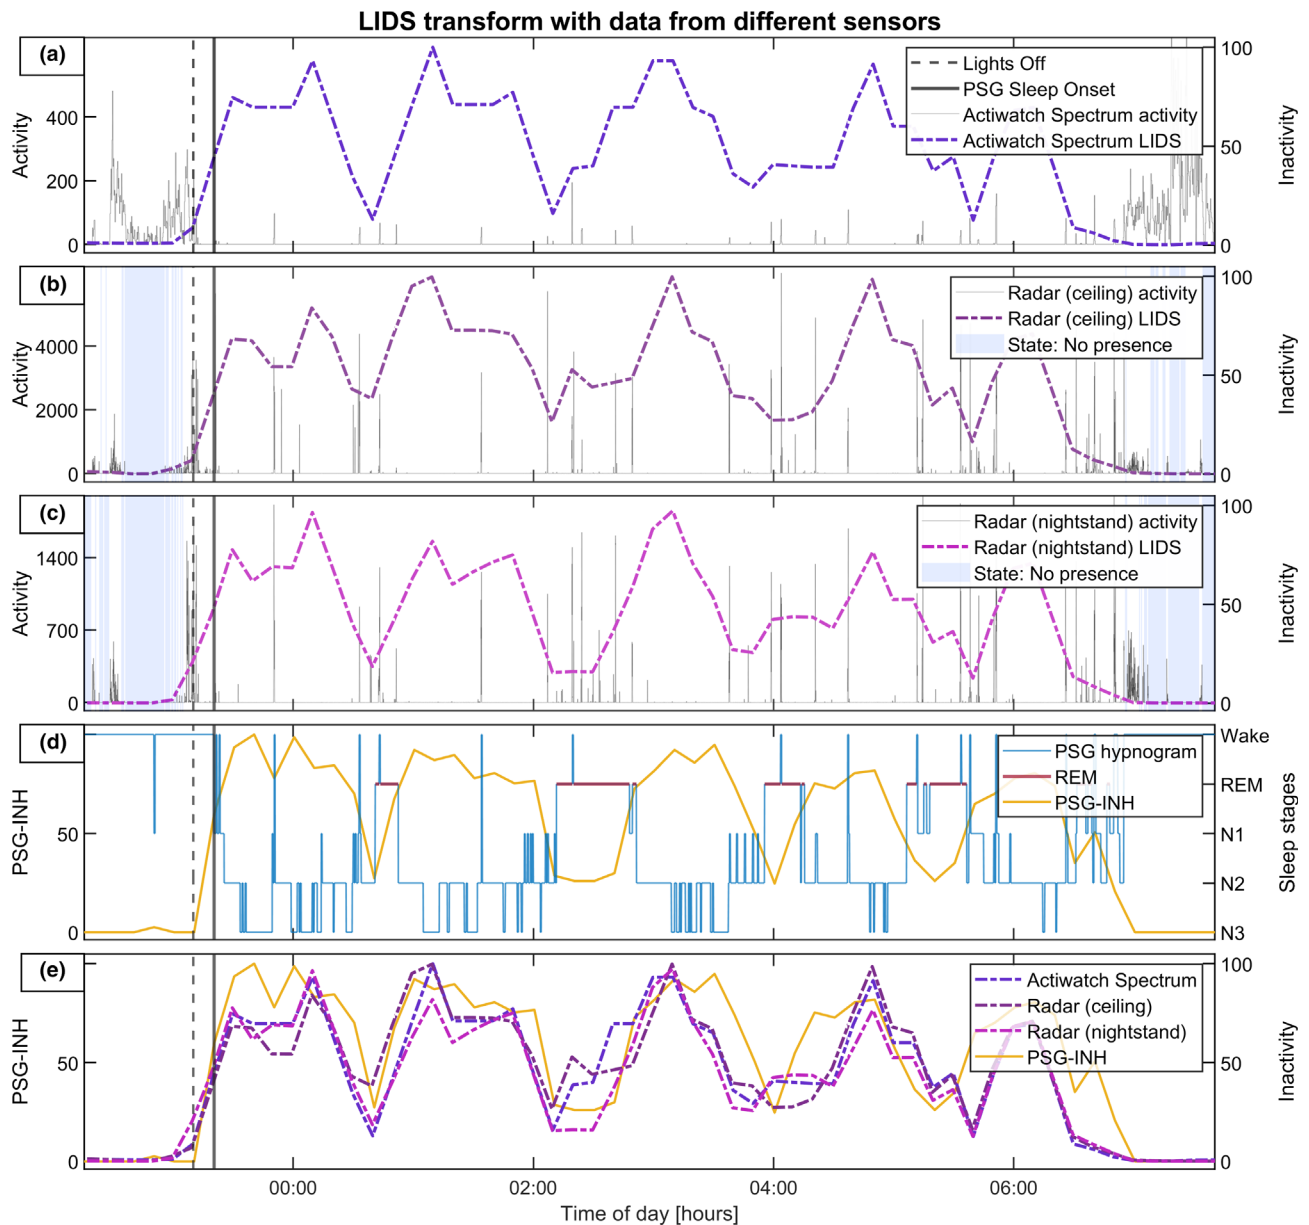 LIDS transform with data from different sensors
(a)
Activity
400
200
0
100
50
0
Inactivity
Lights Off
PSG Sleep Onset
Actiwatch Spectrum activity
Actiwatch Spectrum LIDS
(b)
Activity
4000
2000
0
100
50
0
Inactivity
Radar (ceiling) activity
Radar (ceiling) LIDS
State: No presence
(c)
Activity
1400
700
0
100
50
0
Inactivity
Radar (nightstand) activity
Radar (nightstand) LIDS
State: No presence
(d)
PSG-INH
50
0
Wake
REM
N1
N2
N3
Sleep stages
PSG hypnogram
REM
PSG-INH
(e)
PSG-INH
50
0
100
50
0
Inactivity
Actiwatch Spectrum
Radar (ceiling)
Radar (nightstand)
PSG-INH
00:00
02:00
04:00
06:00
Time of day [hours]